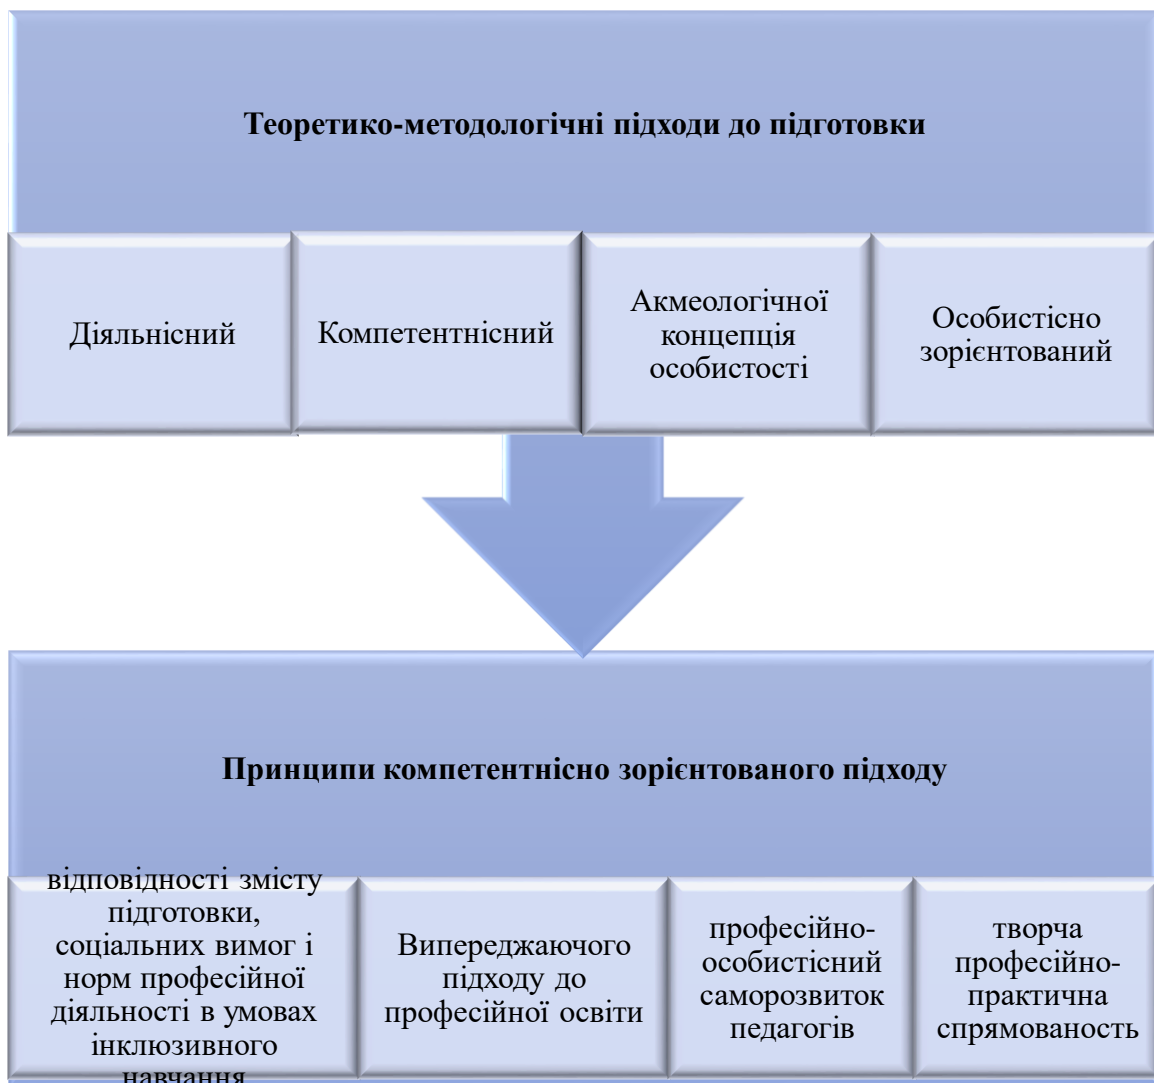 Теоретико-методологічні підходи до підготовки
Діяльнісний
Компетентнісний
Акмеологічної
концепція
особистості
Особистісно
зорієнтований
Принципи компетентнісно зорієнтованого підходу
відповідності змісту
підготовки,
соціальних вимог і
норм професійної
діяльності в умовах
інклюзивного
навчання
Випереджаючого
підходу до
професійної освіти
професійно-
особистісний
саморозвиток
педагогів
творча
професійно-
практична
спрямованость